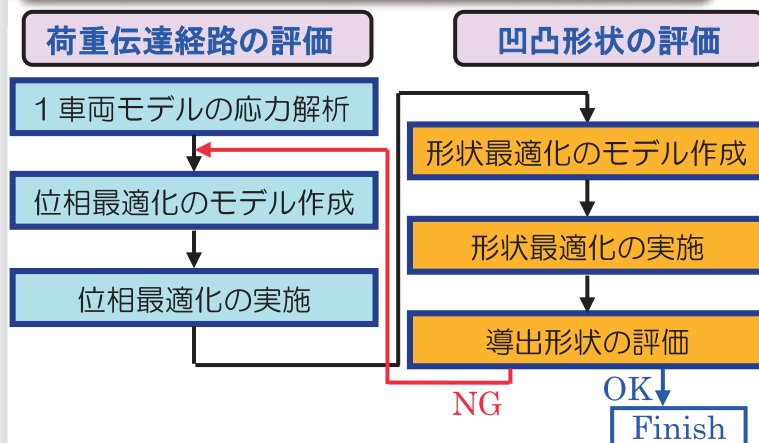 荷重伝達経路の評価
1車両モデルの応力解析
位相最適化のモデル作成
位相最適化の実施
凹凸形状の評価
形状最適化のモデル作成
形状最適化の実施
導出形状の評価
NG
OK
Finish